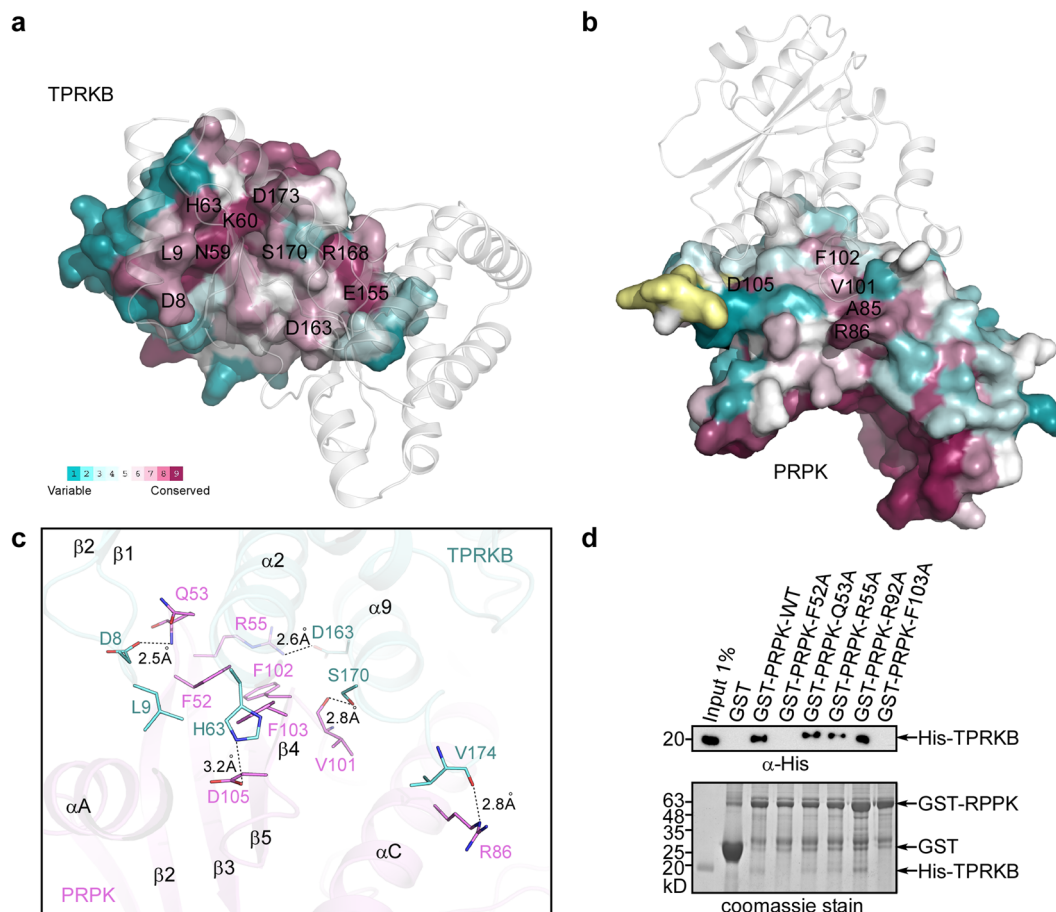 a
TPRKB
H63
D173
K60
L9
N59
S170
R168
D8
E155
D163
1 2 3 4 5 6 7 8 9
Variable
Conserved
b
F102
D105
V101
A85
R86
PRPK
c
β2
β1
Q53
α2
TPRKB
α9
D8
R55
2.6Å
D163
2.5Å
F52
F102
S170
L9
H63
F103
2.8Å
β4
V101
V174
3.2Å
D105
αA
2.8Å
β5
αC
R86
β3
β2
PRPK
d
Input 1%
GST
GST-PRPK-WT
GST-PRPK-F52A
GST-PRPK-Q53A
GST-PRPK-R55A
GST-PRPK-R92A
GST-PRPK-F103A
20
His-TPRKB
α-His
63
48
35
25
20
kD
GST-RPPK
GST
His-TPRKB
coomassie stain